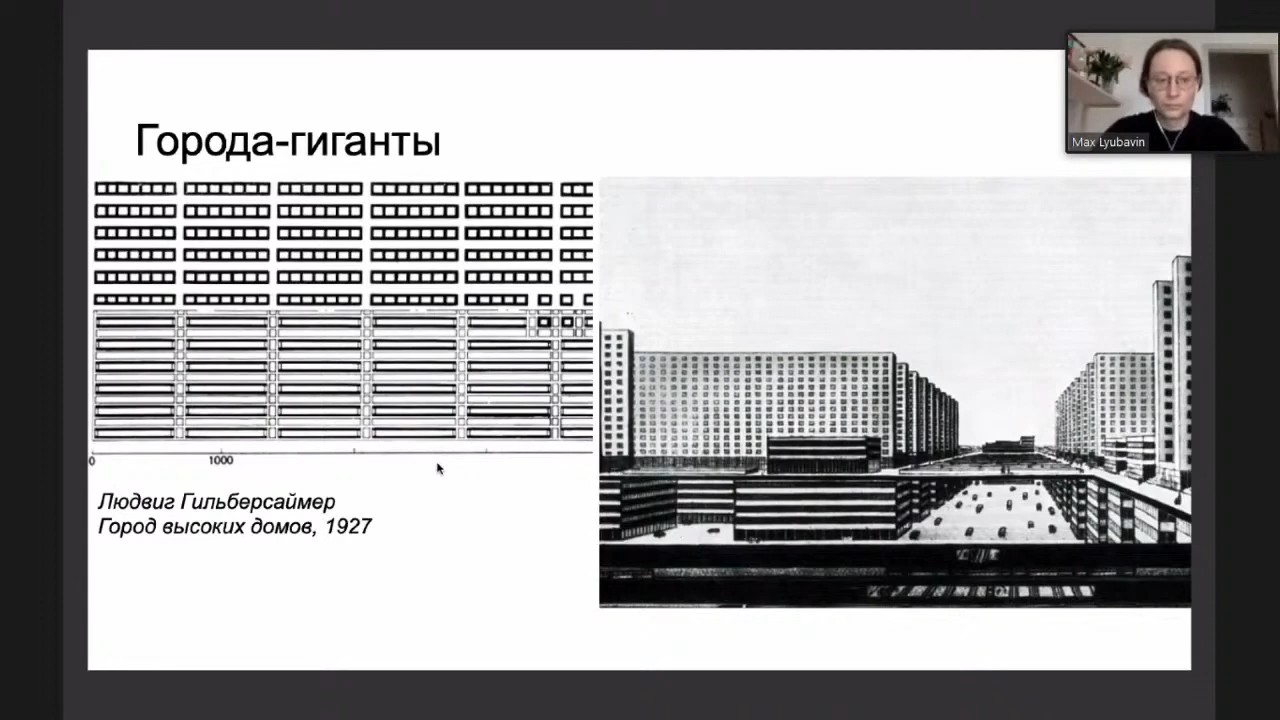 Города-гиганты
Max Lyubavin
0 1000
Людвиг Гильберсаймер
Город высоких домов, 1927